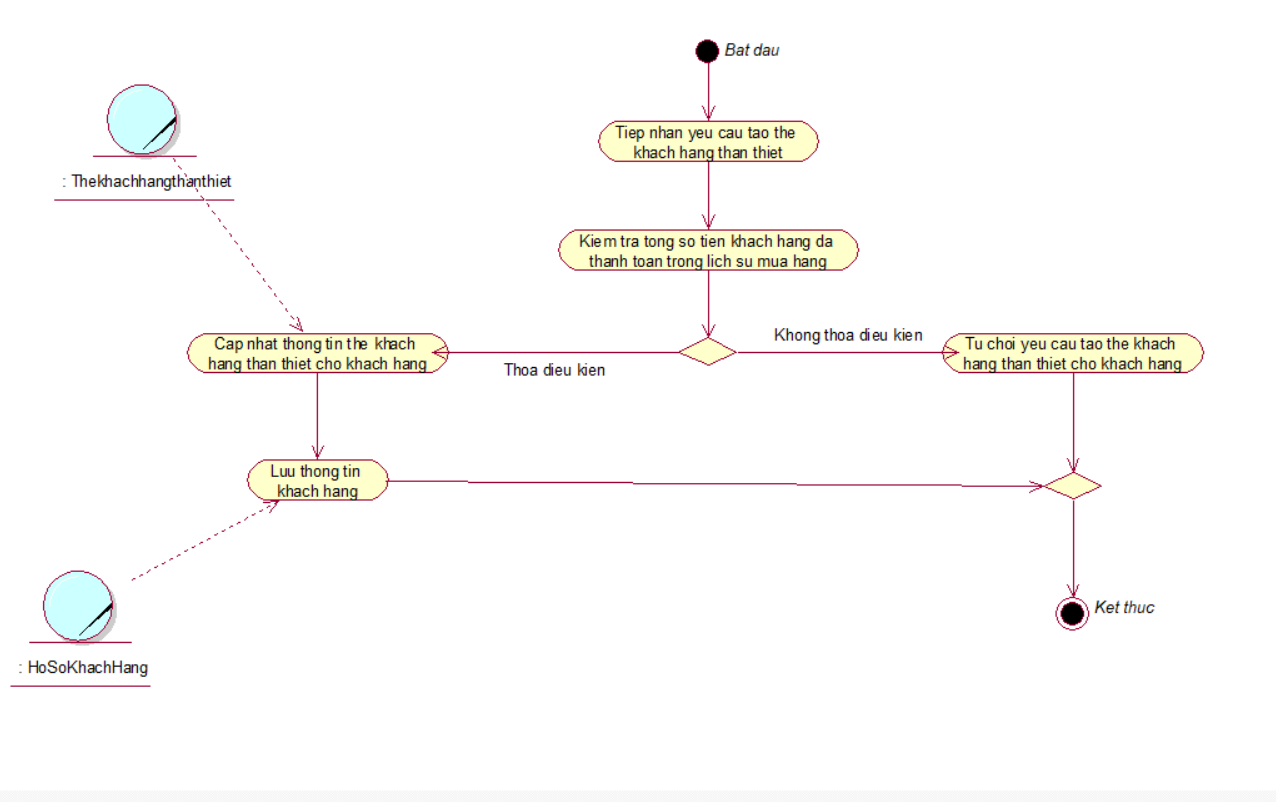 Bat dau
Tiep nhan yeu cau tao the
khach hang than thiet
: Thekhachhangthanthiet
Kiem tra tong so tien khach hang da
thanh toan trong lich su mua hang
Khong thoa dieu kien
Cap nhat thong tin the khach
hang than thiet cho khach hang
Thoa dieu kien
Tu choi yeu cau tao the khach
hang than thiet cho khach hang
Luu thong tin
khach hang
Ket thuc
: HoSoKhachHang